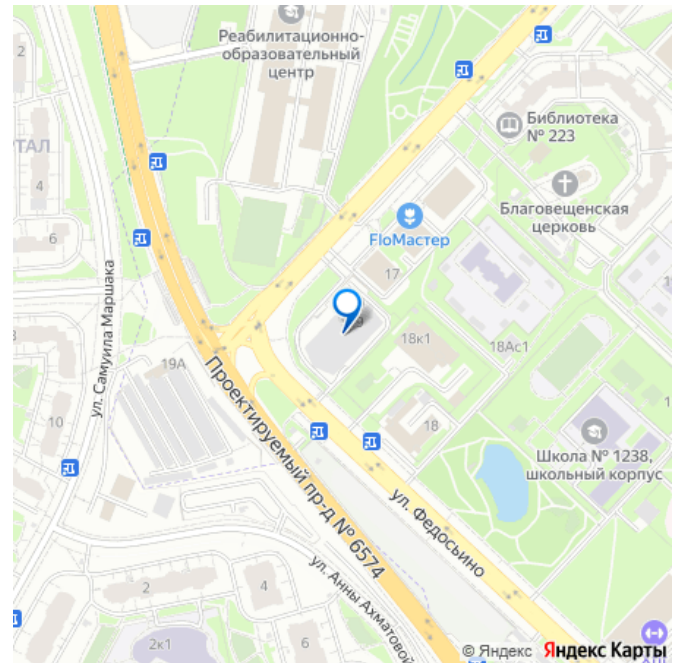 Реабилитационно-
образовательный
центр
2
Библиотека
№ 223
ТАЛ
4
Благовещенская
церковь
FloМастер
6
17
ул. Самуила Маршака
18к1
18Ас1
19А
Проектируемый пр-д № 6574
10
18
Школа № 1238,
школьный корпус
ул. Федосьино
ул. Анны Ахматовой
2
4
2к1
6
© Яндекс Яндекс Карты